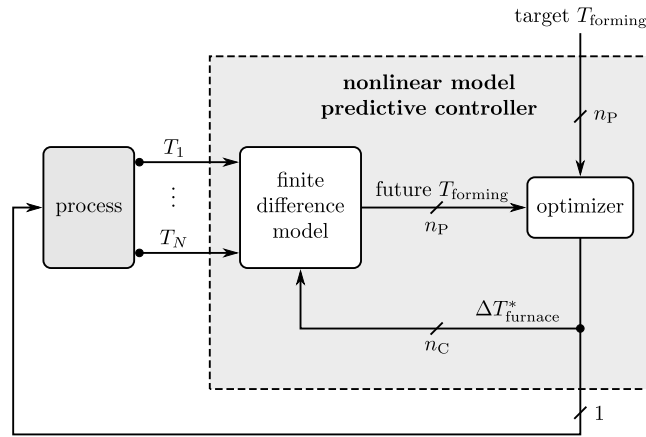 target T_forming
nonlinear model
predictive controller
n_P
T_1
⋮
T_N
process
finite
difference
model
future T_forming
n_P
optimizer
ΔT*_furnace
n_C
1